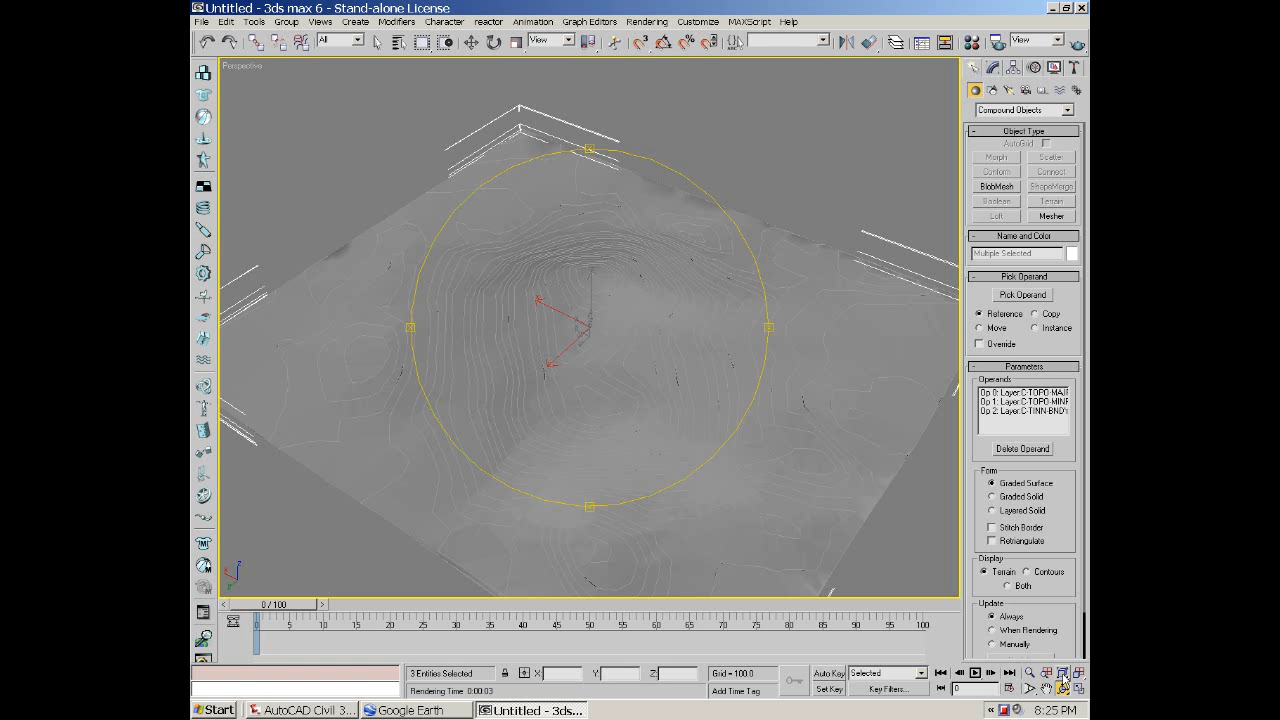 Untitled - 3ds max 6 - Stand-alone License
File Edit Tools Group Views Create Modifiers Character reactor Animation Graph Editors Rendering Customize MAXScript Help
All View View
Perspective
Compound Objects
Object Type
AutoGrid
Morph Scatter
Conform Connect
BlobMesh ShapeMerge
Boolean Terrain
Loft Mesher
Name and Color
Multiple Selected
Pick Operand
Pick Operand
Reference Copy
Move Instance
Override
Parameters
Operands
Op 0: Layer:C-TOPO-MAJF
Op 1: Layer:C-TOPO-MINF
Op 2: Layer:C-TINN-BNDY
Delete Operand
Form
Graded Surface
Graded Solid
Layered Solid
Stitch Border
Retriangulate
Display
Terrain Contours
Both
Update
Always
When Rendering
Manually
0 / 100
0 5 10 15 20 25 30 35 40 45 50 55 60 65 70 75 80 85 90 95 100
3 Entities Selected X: Y: Z: Grid = 100.0 Auto Key Selected
Rendering Time 0:00:03 Add Time Tag Set Key Key Filters... 0
Start AutoCAD Civil 3... Google Earth Untitled - 3ds... « 8:25 PM